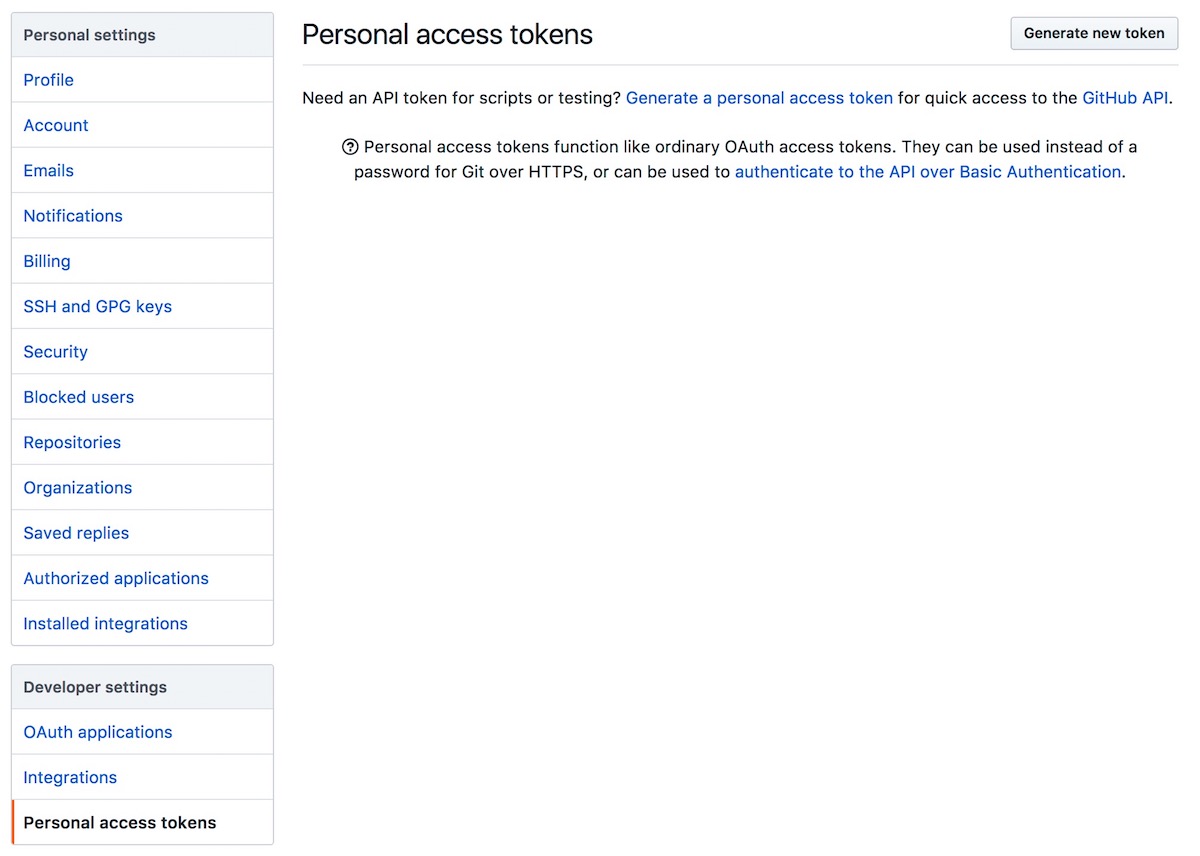 Personal settings
Profile
Account
Emails
Notifications
Billing
SSH and GPG keys
Security
Blocked users
Repositories
Organizations
Saved replies
Authorized applications
Installed integrations
Developer settings
OAuth applications
Integrations
Personal access tokens
Personal access tokens
Generate new token
Need an API token for scripts or testing? Generate a personal access token for quick access to the GitHub API.
Personal access tokens function like ordinary OAuth access tokens. They can be used instead of a
password for Git over HTTPS, or can be used to authenticate to the API over Basic Authentication.